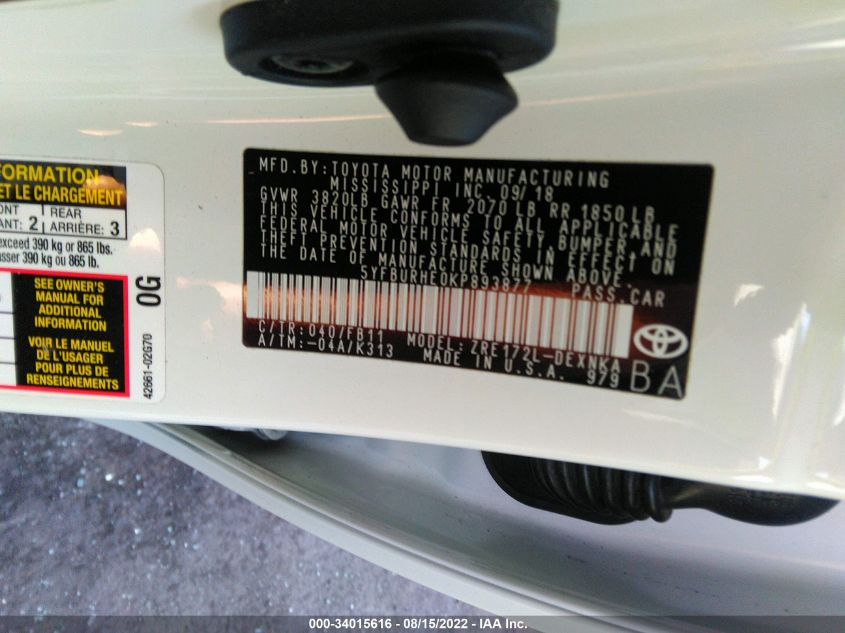 FORMATION
ET LE CHARGEMENT
ONT
ANT: 2
REAR
ARRIÈRE: 3
exceed 390 kg or 865 lbs.
sser 390 kg ou 865 lb.
SEE OWNER'S
MANUAL FOR
ADDITIONAL
INFORMATION
VOIR LE MANUEL
DE L'USAGER
POUR PLUS DE
RENSEIGNEMENTS
0G
42661-02G70
MFD. BY: TOYOTA MOTOR MANUFACTURING
MISSISSIPPI INC. 09/18
GVWR 3820LB GAWR FR 2070 LB RR 1850 LB
THIS VEHICLE CONFORMS TO ALL APPLICABLE
FEDERAL MOTOR VEHICLE SAFETY, BUMPER, AND
THEFT PREVENTION STANDARDS IN EFFECT ON
THE DATE OF MANUFACTURE SHOWN ABOVE.
5YFBURHE0KP893877 PASS. CAR
C/TR: 040/FB11 MODEL: ZRE172L-DEXNKA
A/TM: -04A/K313 MADE IN U.S.A. 979
BA
000-34015616 - 08/15/2022 - IAA Inc.